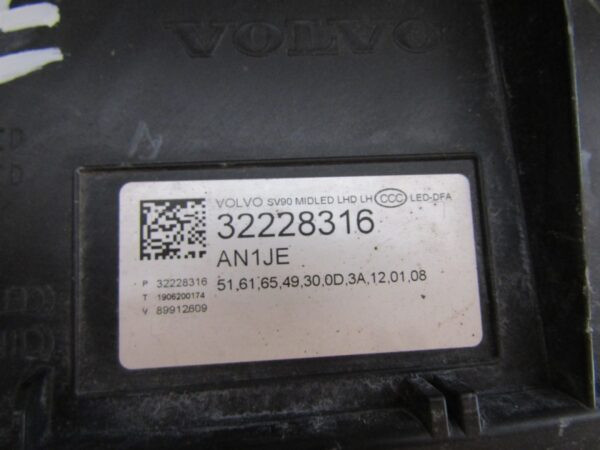 VOLVO
VOLVO SV90 MIDLED LHD LH CCC LED-DFA
32228316
AN1JE
P 32228316 51,61,65,49,30,0D,3A,12,01,08
T 1906200174
V 89912609